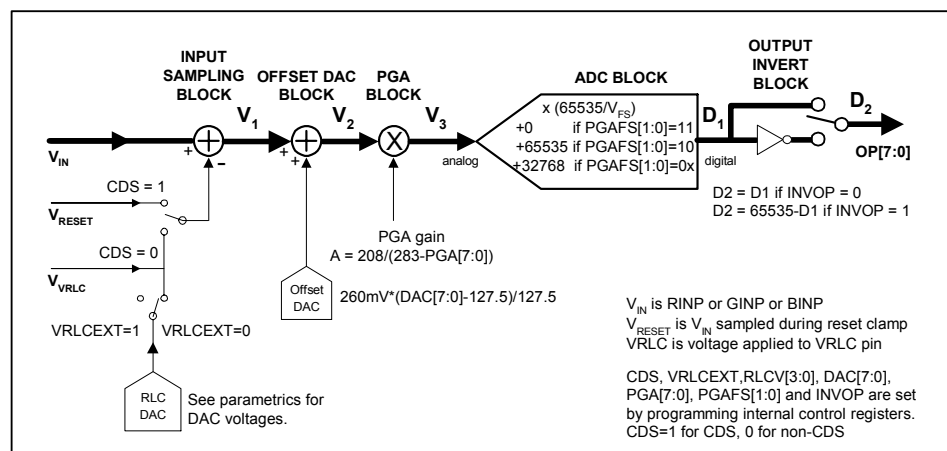 INPUT
SAMPLING
BLOCK
OFFSET DAC
BLOCK
PGA
BLOCK
ADC BLOCK
OUTPUT
INVERT
BLOCK
V1
V2
V3
x (65535/VFS)
+0 if PGAFS[1:0]=11
+65535 if PGAFS[1:0]=10
+32768 if PGAFS[1:0]=0x
D1
D2
VIN
+
–
+
+
X
analog
digital
OP[7:0]
CDS = 1
VRESET
CDS = 0
VVRLC
VRLCEXT=1
VRLCEXT=0
RLC
DAC
See parametrics for
DAC voltages.
PGA gain
A = 208/(283-PGA[7:0])
Offset
DAC
260mV*(DAC[7:0]-127.5)/127.5
D2 = D1 if INVOP = 0
D2 = 65535-D1 if INVOP = 1
VIN is RINP or GINP or BINP
VRESET is VIN sampled during reset clamp
VRLC is voltage applied to VRLC pin
CDS, VRLCEXT,RLCV[3:0], DAC[7:0],
PGA[7:0], PGAFS[1:0] and INVOP are set
by programming internal control registers.
CDS=1 for CDS, 0 for non-CDS